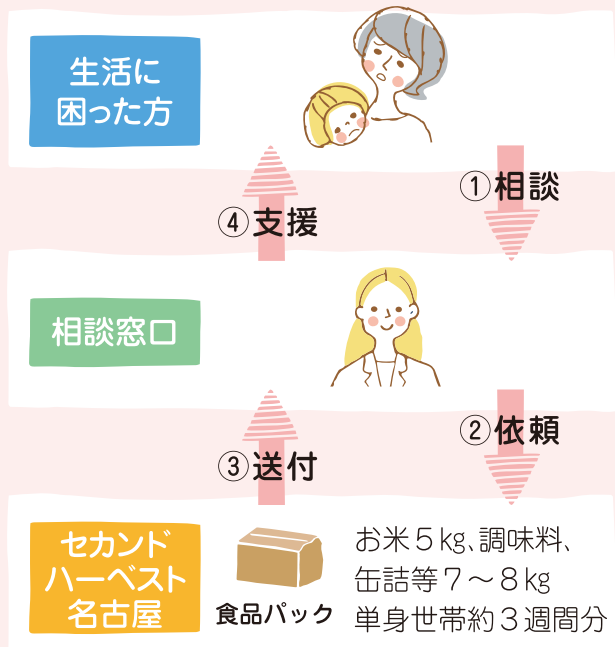 生活に
困った方
①相談
④支援
相談窓口
②依頼
③送付
セカンド
ハーベスト
名古屋
食品パック
お米5kg、調味料、
缶詰等7～8kg
単身世帯約3週間分